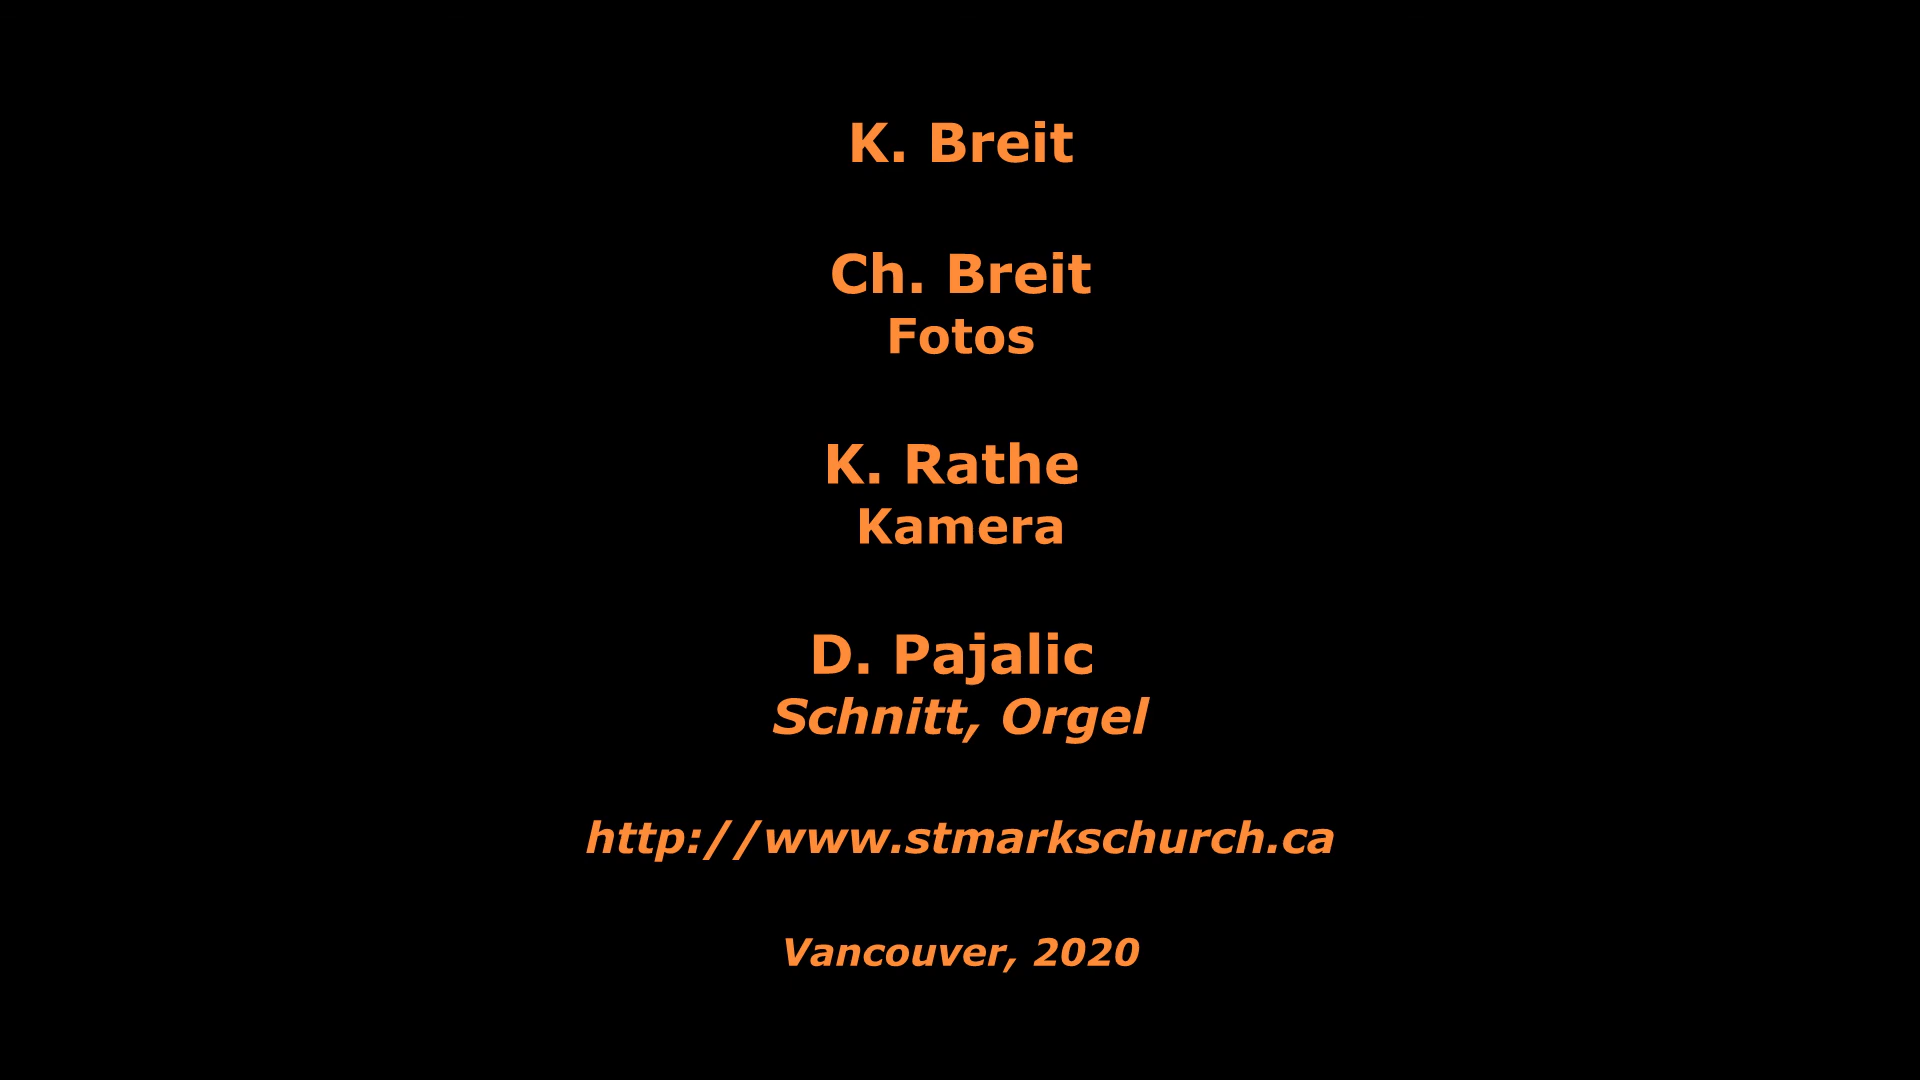 K. Breit
Ch. Breit
Fotos
K. Rathe
Kamera
D. Pajalic
Schnitt, Orgel
http://www.stmarkschurch.ca
Vancouver, 2020